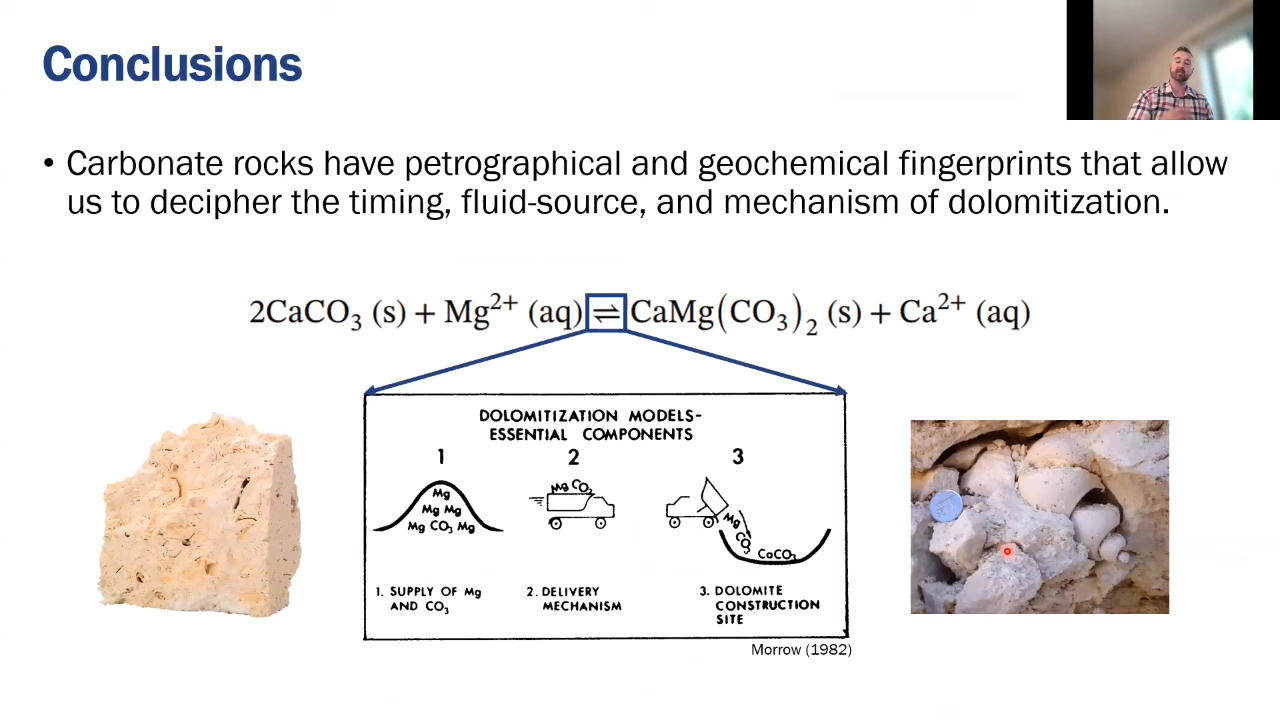 Conclusions
• Carbonate rocks have petrographical and geochemical fingerprints that allow
us to decipher the timing, fluid-source, and mechanism of dolomitization.
2CaCO₃ (s) + Mg²⁺ (aq) ⇌ CaMg(CO₃)₂ (s) + Ca²⁺ (aq)
DOLOMITIZATION MODELS-
ESSENTIAL COMPONENTS
1 2 3
Mg
Mg Mg
Mg CO₃ Mg
Mg CO₃
Mg
CO₃
CaCO₃
1. SUPPLY OF Mg
AND CO₃
2. DELIVERY
MECHANISM
3. DOLOMITE
CONSTRUCTION
SITE
Morrow (1982)